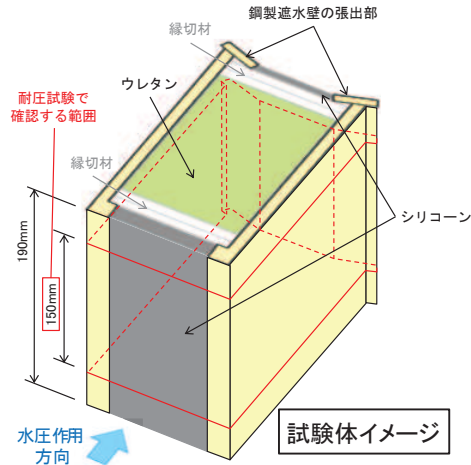 鋼製遮水壁の張出部
縁切材
耐圧試験で
確認する範囲
ウレタン
縁切材
シリコーン
190mm
150mm
水圧作用
方向
試験体イメージ